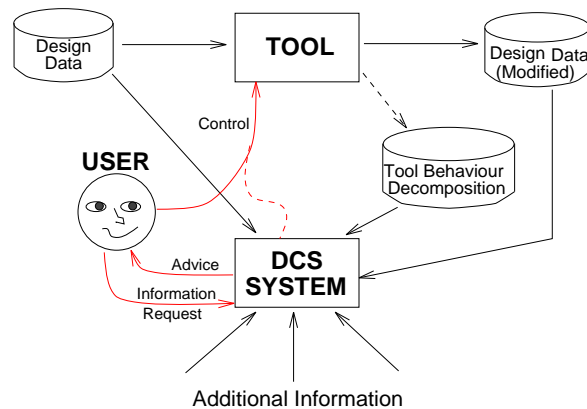 Design
Data
TOOL
Design Data
(Modified)
Control
USER
Tool Behaviour
Decomposition
Advice
DCS
SYSTEM
Information
Request
Additional Information